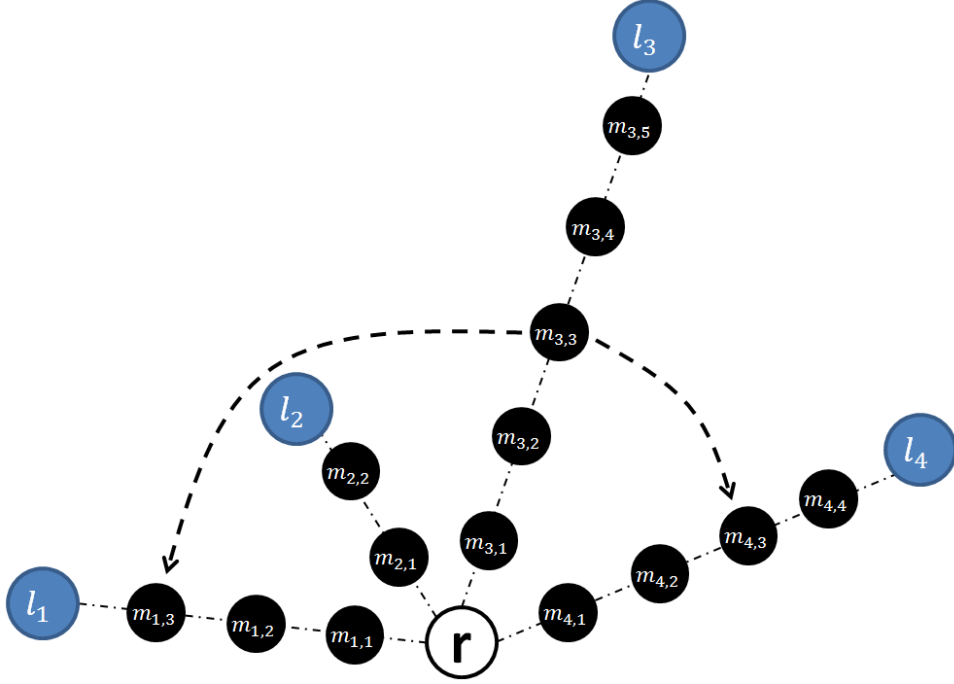 l₃
m₃,₅
m₃,₄
m₃,₃
l₂
m₃,₂
l₄
m₂,₂
m₄,₄
m₃,₁
m₄,₃
m₂,₁
m₄,₂
l₁
m₁,₃
m₁,₂
m₁,₁
r
m₄,₁